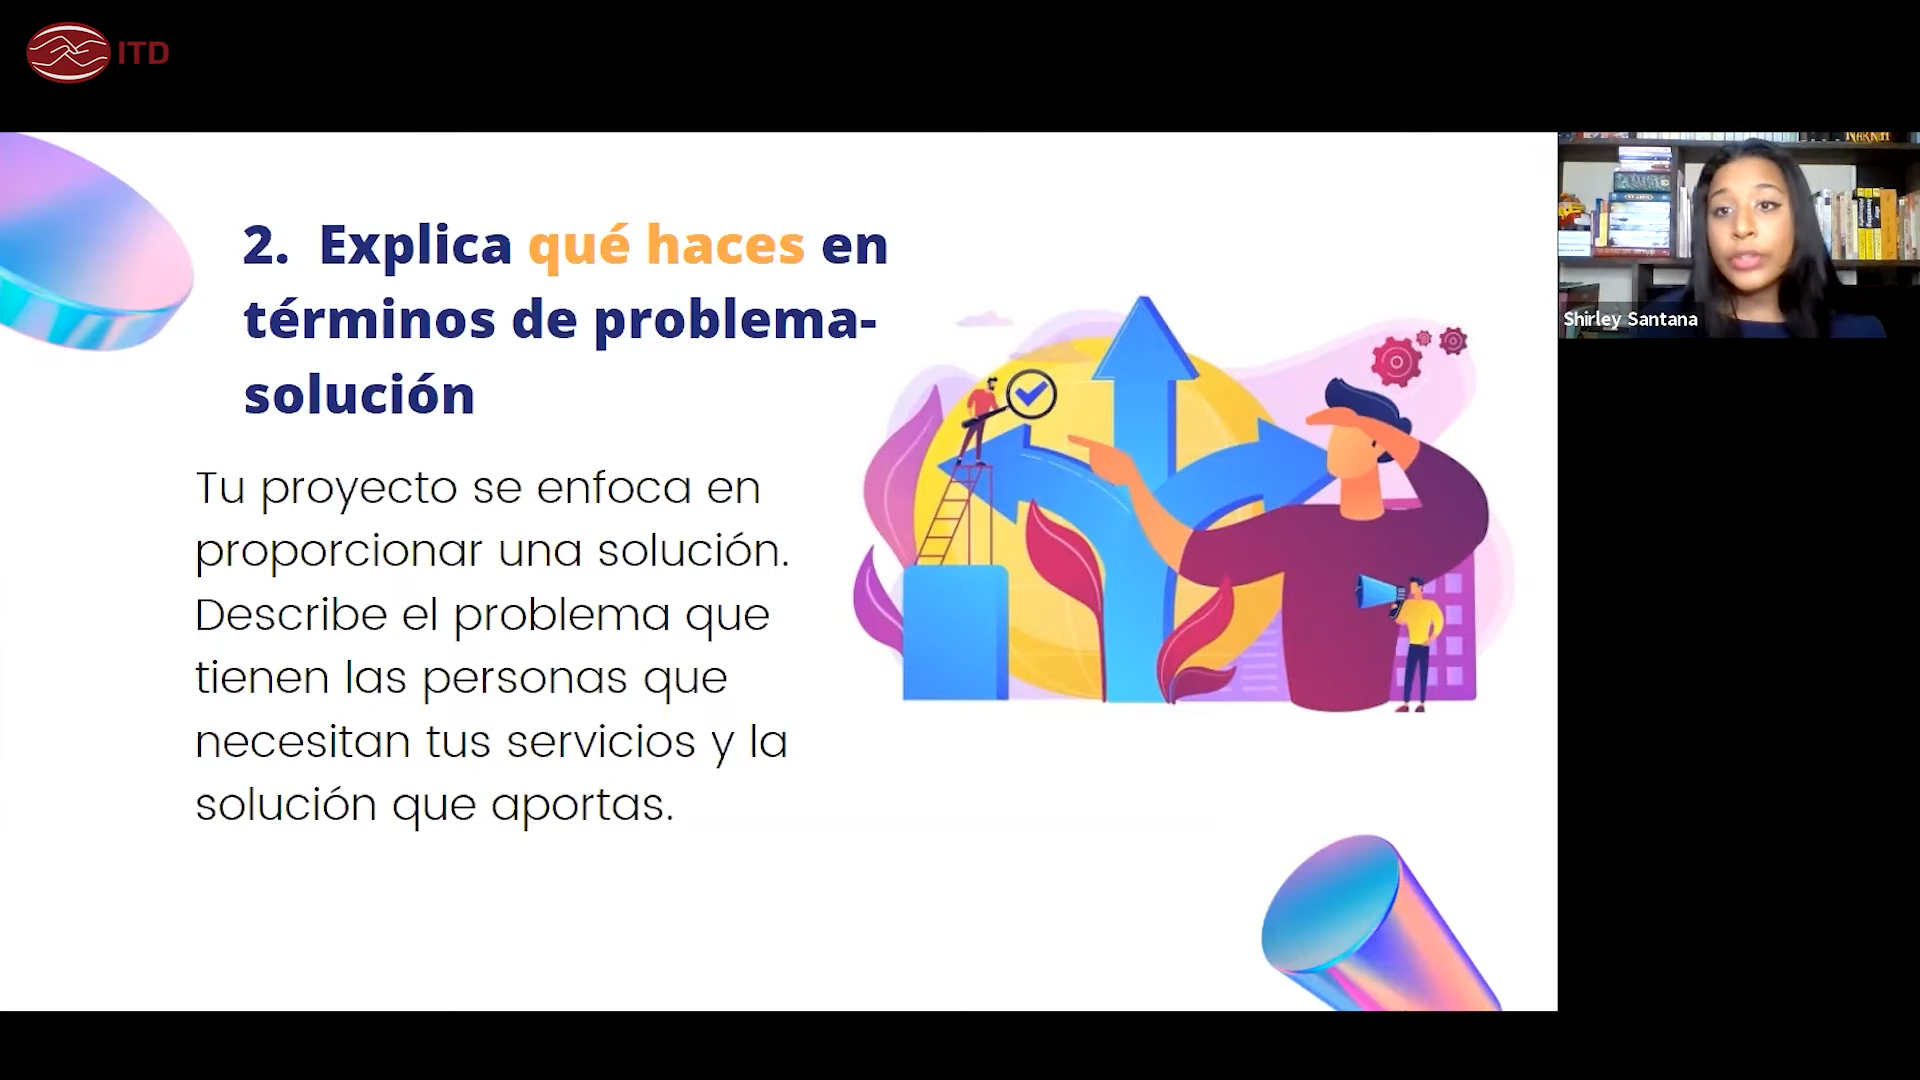 ITD
2. Explica qué haces en
términos de problema-
solución
Tu proyecto se enfoca en
proporcionar una solución.
Describe el problema que
tienen las personas que
necesitan tus servicios y la
solución que aportas.
Shirley Santana